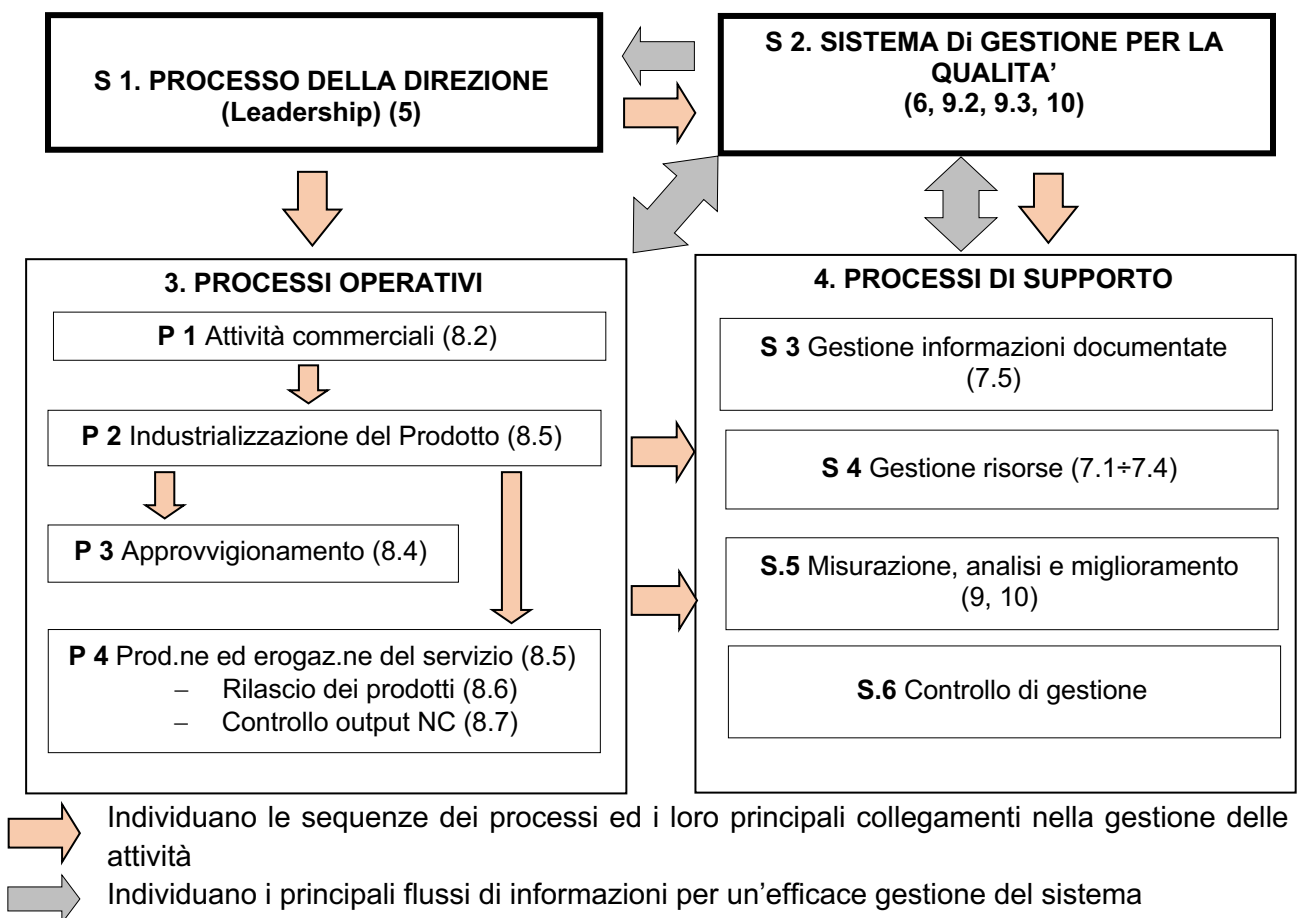 S 1. PROCESSO DELLA DIREZIONE
(Leadership) (5)
S 2. SISTEMA Di GESTIONE PER LA
QUALITA’
(6, 9.2, 9.3, 10)
3. PROCESSI OPERATIVI
P 1 Attività commerciali (8.2)
P 2 Industrializzazione del Prodotto (8.5)
P 3 Approvvigionamento (8.4)
P 4 Prod.ne ed erogaz.ne del servizio (8.5)
– Rilascio dei prodotti (8.6)
– Controllo output NC (8.7)
4. PROCESSI DI SUPPORTO
S 3 Gestione informazioni documentate
(7.5)
S 4 Gestione risorse (7.1÷7.4)
S.5 Misurazione, analisi e miglioramento
(9, 10)
S.6 Controllo di gestione
Individuano le sequenze dei processi ed i loro principali collegamenti nella gestione delle
attività
Individuano i principali flussi di informazioni per un’efficace gestione del sistema